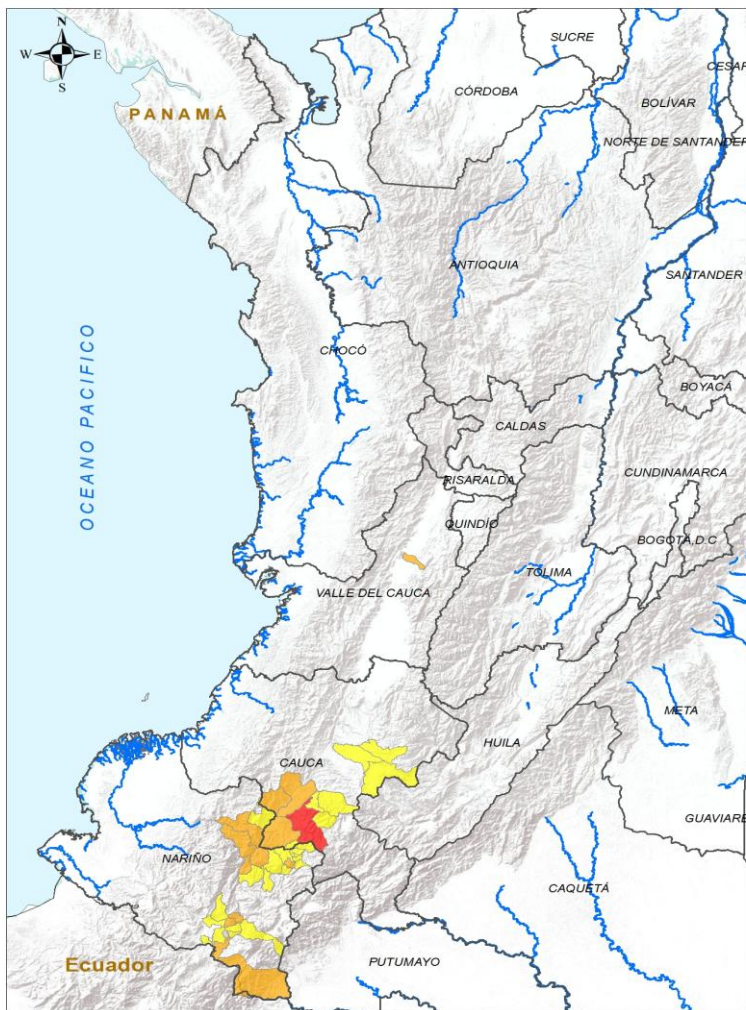 N
W E
S
SUCRE
CESAR
CÓRDOBA
BOLÍVAR
PANAMÁ
NORTE DE SANTANDER
ANTIOQUIA
SANTANDER
CHOCÓ
BOYACÁ
OCEANO PACIFICO
CALDAS
CUNDINAMARCA
RISARALDA
QUINDÍO
BOGOTÁ,D.C
TOLIMA
VALLE DEL CAUCA
META
HUILA
CAUCA
GUAVIARE
NARIÑO
CAQUETÁ
Ecuador
PUTUMAYO